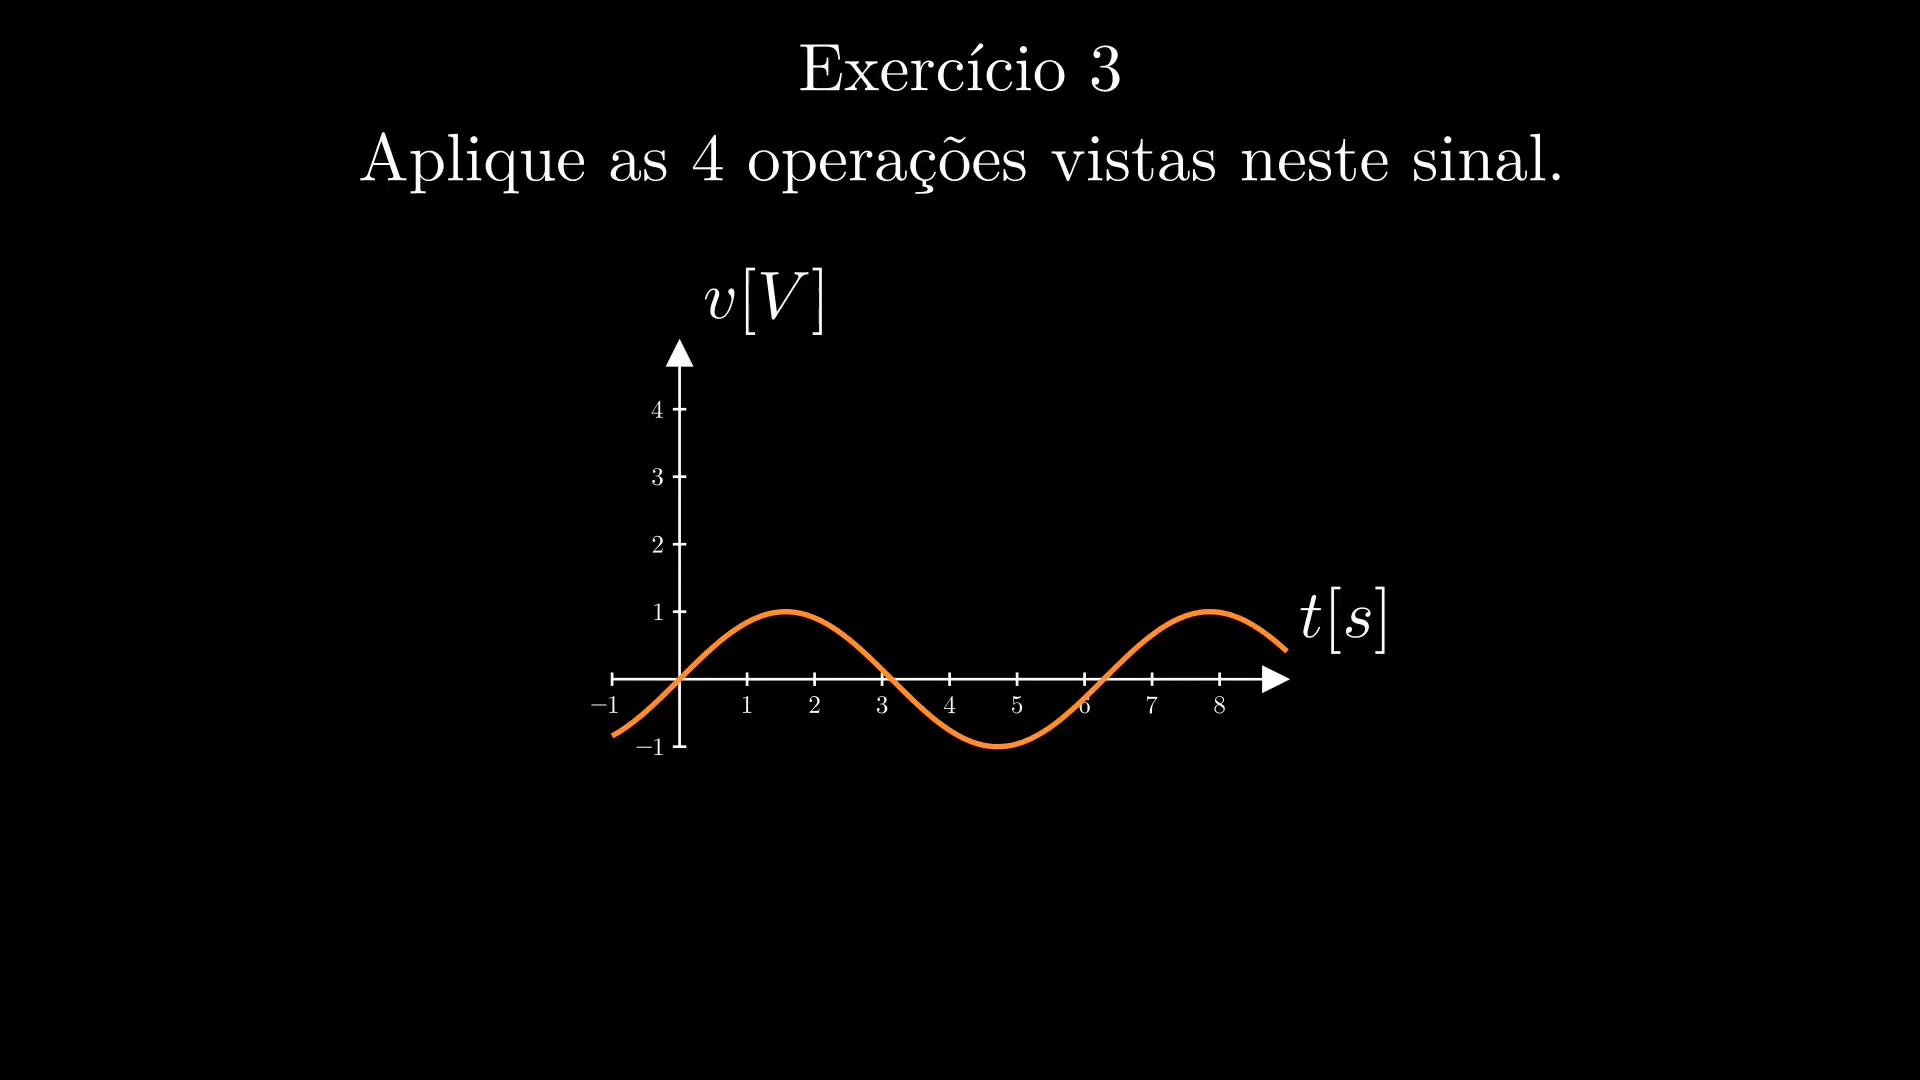 Exercício 3
Aplique as 4 operações vistas neste sinal.
v[V]
4
3
2
1
t[s]
−1 1 2 3 4 5 6 7 8
−1